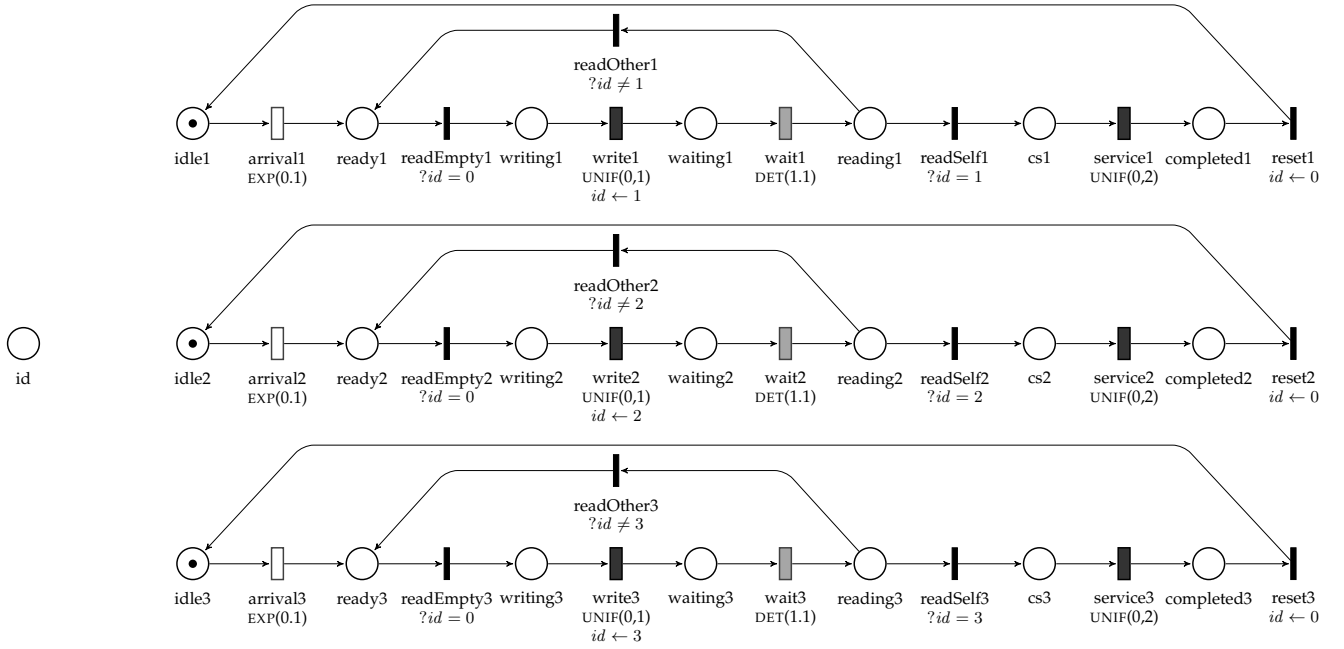 readOther1
?id ≠ 1
idle1 arrival1 ready1 readEmpty1 writing1 write1 waiting1 wait1 reading1 readSelf1 cs1 service1 completed1 reset1
EXP(0.1) ?id = 0 UNIF(0,1) DET(1.1) ?id = 1 UNIF(0,2) id ← 0
id ← 1
readOther2
?id ≠ 2
id idle2 arrival2 ready2 readEmpty2 writing2 write2 waiting2 wait2 reading2 readSelf2 cs2 service2 completed2 reset2
EXP(0.1) ?id = 0 UNIF(0,1) DET(1.1) ?id = 2 UNIF(0,2) id ← 0
id ← 2
readOther3
?id ≠ 3
idle3 arrival3 ready3 readEmpty3 writing3 write3 waiting3 wait3 reading3 readSelf3 cs3 service3 completed3 reset3
EXP(0.1) ?id = 0 UNIF(0,1) DET(1.1) ?id = 3 UNIF(0,2) id ← 0
id ← 3